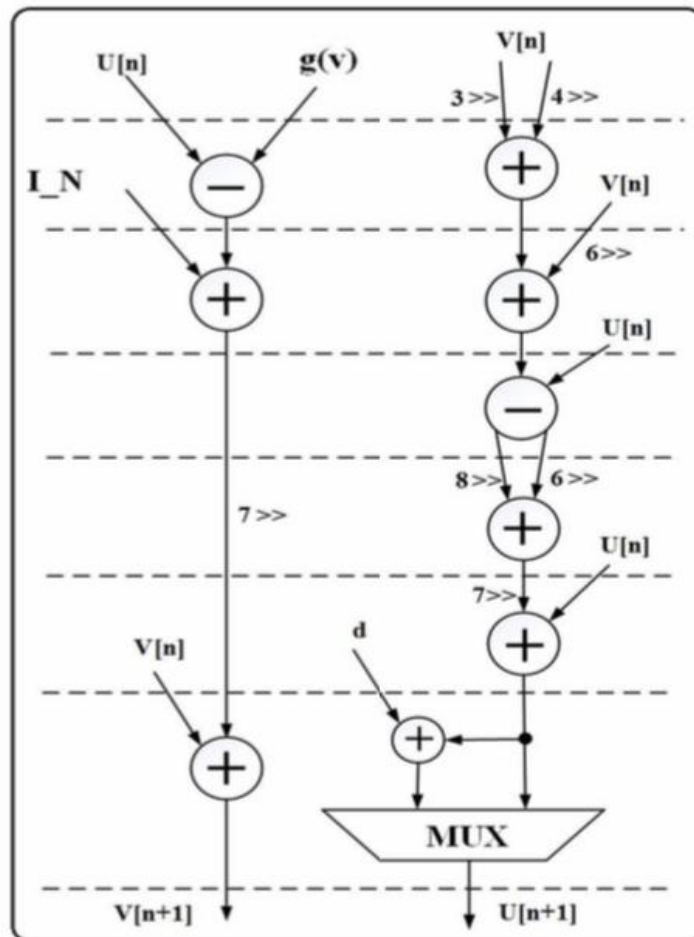 V[n]
U[n] g(v)
3>> 4>>
−
+
I_N
V[n]
6>>
+ +
U[n]
−
8>> 6>>
7>>
+
U[n]
7>>
d
V[n]
+
+
+
MUX
V[n+1] U[n+1]